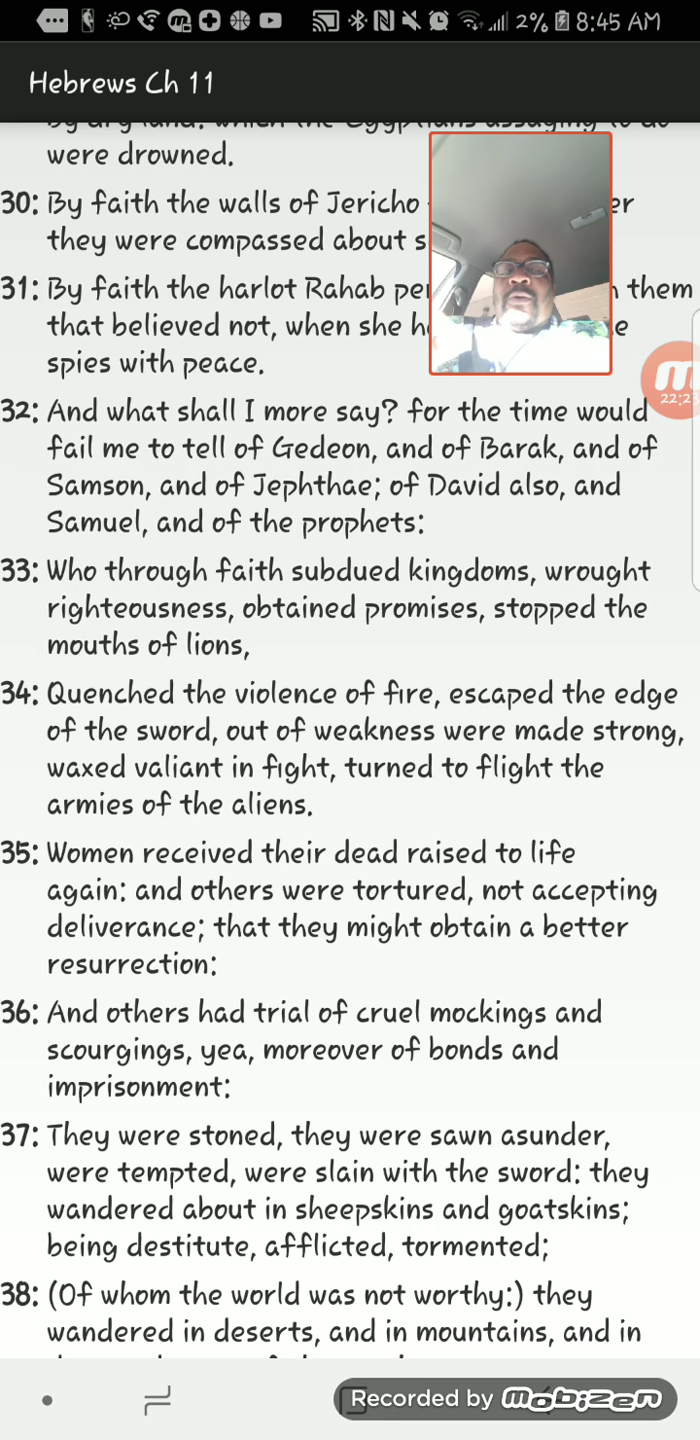 2% 8:45 AM
Hebrews Ch 11
were drowned.
30: By faith the walls of Jericho
they were compassed about
31: By faith the harlot Rahab them
that believed not, when she
spies with peace.
22:23
32: And what shall I more say? for the time would
fail me to tell of Gedeon, and of Barak, and of
Samson, and of Jephthae; of David also, and
Samuel, and of the prophets:
33: Who through faith subdued kingdoms, wrought
righteousness, obtained promises, stopped the
mouths of lions,
34: Quenched the violence of fire, escaped the edge
of the sword, out of weakness were made strong,
waxed valiant in fight, turned to flight the
armies of the aliens.
35: Women received their dead raised to life
again: and others were tortured, not accepting
deliverance; that they might obtain a better
resurrection:
36: And others had trial of cruel mockings and
scourgings, yea, moreover of bonds and
imprisonment:
37: They were stoned, they were sawn asunder,
were tempted, were slain with the sword: they
wandered about in sheepskins and goatskins;
being destitute, afflicted, tormented;
38: (Of whom the world was not worthy:) they
wandered in deserts, and in mountains, and in
Recorded by mobizen